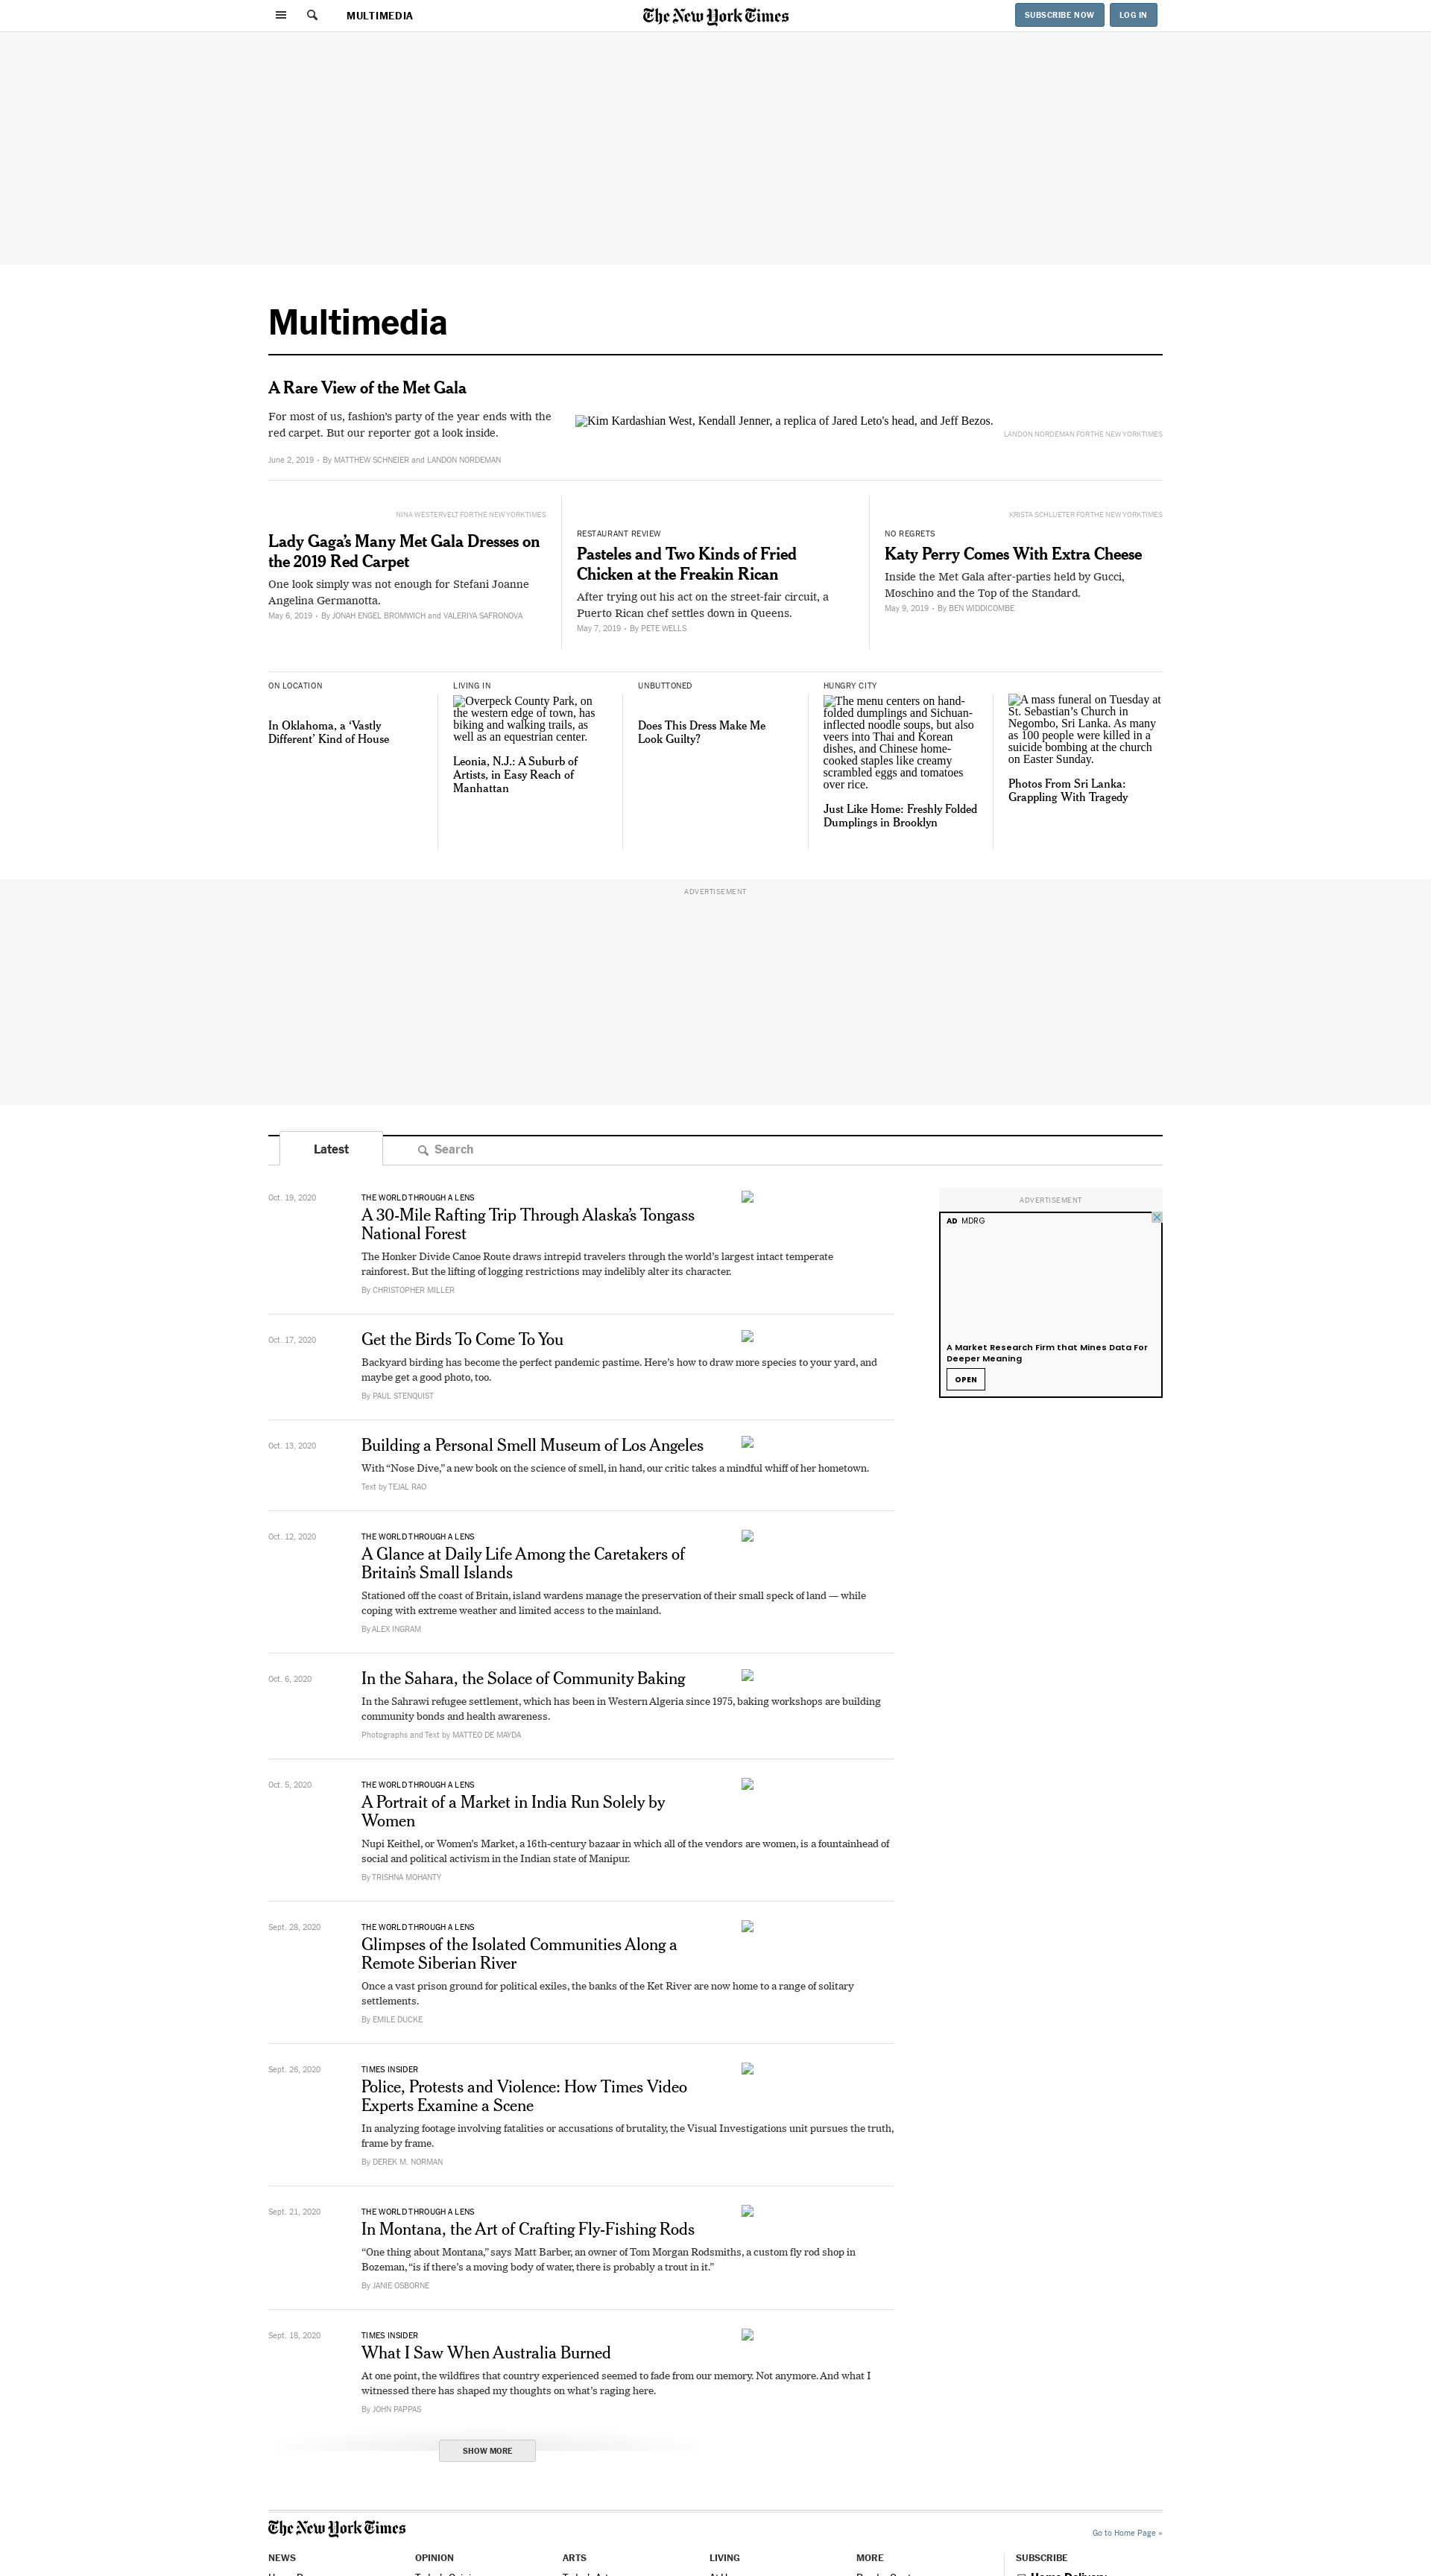 MULTIMEDIA
The New York Times
SUBSCRIBE NOW
LOG IN
Multimedia
A Rare View of the Met Gala
For most of us, fashion's party of the year ends with the
red carpet. But our reporter got a look inside.
June 2, 2019 • By MATTHEW SCHNEIER and LANDON NORDEMAN
Kim Kardashian West, Kendall Jenner, a replica of Jared Leto's head, and Jeff Bezos.
LANDON NORDEMAN FOR THE NEW YORK TIMES
NINA WESTERVELT FOR THE NEW YORK TIMES
Lady Gaga's Many Met Gala Dresses on
the 2019 Red Carpet
One look simply was not enough for Stefani Joanne
Angelina Germanotta.
May 6, 2019 • By JONAH ENGEL BROMWICH and VALERIYA SAFRONOVA
RESTAURANT REVIEW
Pasteles and Two Kinds of Fried
Chicken at the Freakin Rican
After trying out his act on the street-fair circuit, a
Puerto Rican chef settles down in Queens.
May 7, 2019 • By PETE WELLS
KRISTA SCHLUETER FOR THE NEW YORK TIMES
NO REGRETS
Katy Perry Comes With Extra Cheese
Inside the Met Gala after-parties held by Gucci,
Moschino and the Top of the Standard.
May 9, 2019 • By BEN WIDDICOMBE
ON LOCATION
In Oklahoma, a ‘Vastly
Different’ Kind of House
LIVING IN
Overpeck County Park, on
the western edge of town, has
biking and walking trails, as
well as an equestrian center.
Leonia, N.J.: A Suburb of
Artists, in Easy Reach of
Manhattan
UNBUTTONED
Does This Dress Make Me
Look Guilty?
HUNGRY CITY
The menu centers on hand-
folded dumplings and Sichuan-
inflected noodle soups, but also
veers into Thai and Korean
dishes, and Chinese home-
cooked staples like creamy
scrambled eggs and tomatoes
over rice.
Just Like Home: Freshly Folded
Dumplings in Brooklyn
A mass funeral on Tuesday at
St. Sebastian’s Church in
Negombo, Sri Lanka. As many
as 100 people were killed in a
suicide bombing at the church
on Easter Sunday.
Photos From Sri Lanka:
Grappling With Tragedy
ADVERTISEMENT
Latest
Search
Oct. 19, 2020
THE WORLD THROUGH A LENS
A 30-Mile Rafting Trip Through Alaska’s Tongass
National Forest
The Honker Divide Canoe Route draws intrepid travelers through the world’s largest intact temperate
rainforest. But the lifting of logging restrictions may indelibly alter its character.
By CHRISTOPHER MILLER
ADVERTISEMENT
AD MDRG
A Market Research Firm that Mines Data For
Deeper Meaning
OPEN
Oct. 17, 2020
Get the Birds To Come To You
Backyard birding has become the perfect pandemic pastime. Here’s how to draw more species to your yard, and
maybe get a good photo, too.
By PAUL STENQUIST
Oct. 13, 2020
Building a Personal Smell Museum of Los Angeles
With “Nose Dive,” a new book on the science of smell, in hand, our critic takes a mindful whiff of her hometown.
Text by TEJAL RAO
Oct. 12, 2020
THE WORLD THROUGH A LENS
A Glance at Daily Life Among the Caretakers of
Britain’s Small Islands
Stationed off the coast of Britain, island wardens manage the preservation of their small speck of land — while
coping with extreme weather and limited access to the mainland.
By ALEX INGRAM
Oct. 6, 2020
In the Sahara, the Solace of Community Baking
In the Sahrawi refugee settlement, which has been in Western Algeria since 1975, baking workshops are building
community bonds and health awareness.
Photographs and Text by MATTEO DE MAYDA
Oct. 5, 2020
THE WORLD THROUGH A LENS
A Portrait of a Market in India Run Solely by
Women
Nupi Keithel, or Women’s Market, a 16th-century bazaar in which all of the vendors are women, is a fountainhead of
social and political activism in the Indian state of Manipur.
By TRISHNA MOHANTY
Sept. 28, 2020
THE WORLD THROUGH A LENS
Glimpses of the Isolated Communities Along a
Remote Siberian River
Once a vast prison ground for political exiles, the banks of the Ket River are now home to a range of solitary
settlements.
By EMILE DUCKE
Sept. 26, 2020
TIMES INSIDER
Police, Protests and Violence: How Times Video
Experts Examine a Scene
In analyzing footage involving fatalities or accusations of brutality, the Visual Investigations unit pursues the truth,
frame by frame.
By DEREK M. NORMAN
Sept. 21, 2020
THE WORLD THROUGH A LENS
In Montana, the Art of Crafting Fly-Fishing Rods
“One thing about Montana,” says Matt Barber, an owner of Tom Morgan Rodsmiths, a custom fly rod shop in
Bozeman, “is if there’s a moving body of water, there is probably a trout in it.”
By JANIE OSBORNE
Sept. 18, 2020
TIMES INSIDER
What I Saw When Australia Burned
At one point, the wildfires that country experienced seemed to fade from our memory. Not anymore. And what I
witnessed there has shaped my thoughts on what’s raging here.
By JOHN PAPPAS
SHOW MORE
The New York Times
Go to Home Page »
NEWS
OPINION
ARTS
LIVING
MORE
SUBSCRIBE